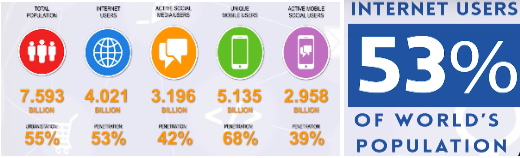 TOTAL
POPULATION
INTERNET
USERS
ACTIVE SOCIAL
MEDIA USERS
UNIQUE
MOBILE USERS
ACTIVE MOBILE
SOCIAL USERS
7.593
BILLION
4.021
BILLION
3.196
BILLION
5.135
BILLION
2.958
BILLION
URBANISATION:
55%
PENETRATION:
53%
PENETRATION:
42%
PENETRATION:
68%
PENETRATION:
39%
INTERNET USERS
53%
OF WORLD'S
POPULATION